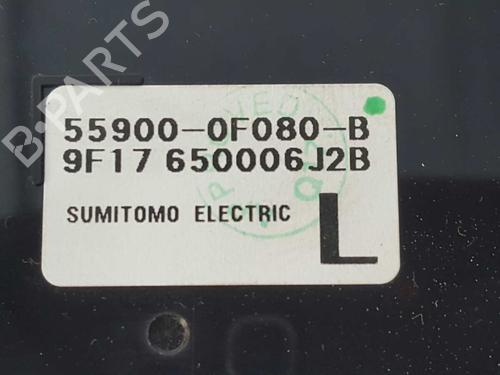 B-PARTS
55900-0F080-B
9F17 650006J2B
SUMITOMO ELECTRIC
L